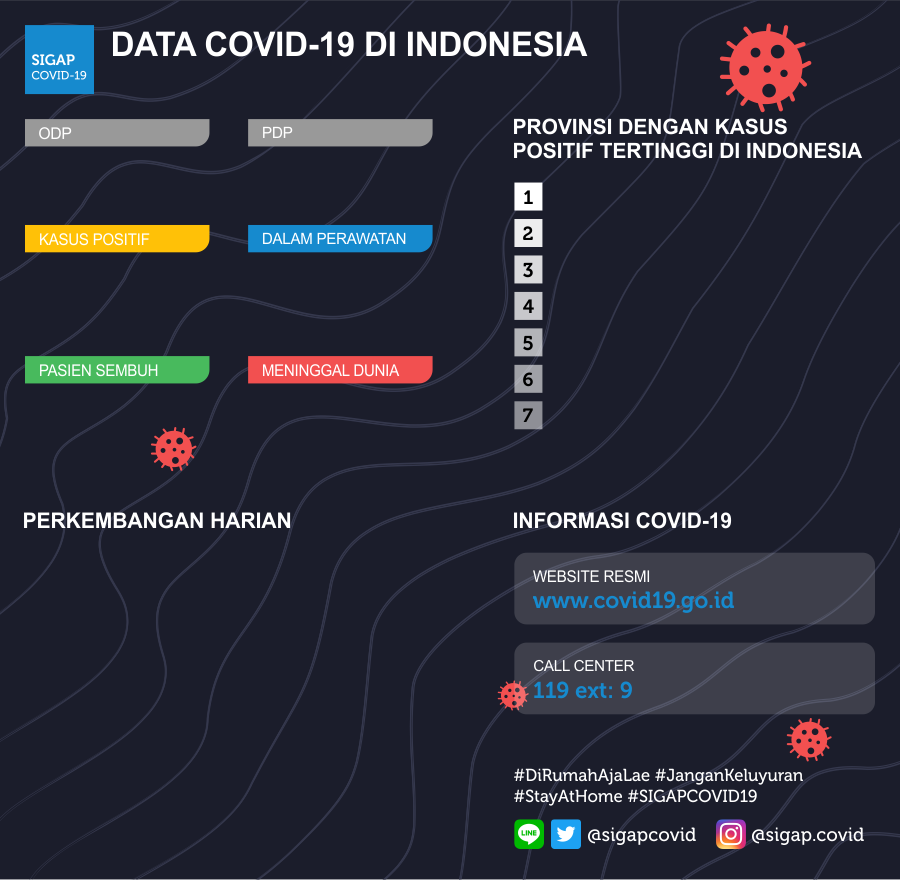 SIGAP
COVID-19
DATA COVID-19 DI INDONESIA
ODP
PDP
KASUS POSITIF
DALAM PERAWATAN
PASIEN SEMBUH
MENINGGAL DUNIA
PROVINSI DENGAN KASUS
POSITIF TERTINGGI DI INDONESIA
1
2
3
4
5
6
7
PERKEMBANGAN HARIAN
INFORMASI COVID-19
WEBSITE RESMI
www.covid19.go.id
CALL CENTER
119 ext: 9
#DiRumahAjaLae #JanganKeluyuran
#StayAtHome #SIGAPCOVID19
LINE @sigapcovid @sigap.covid